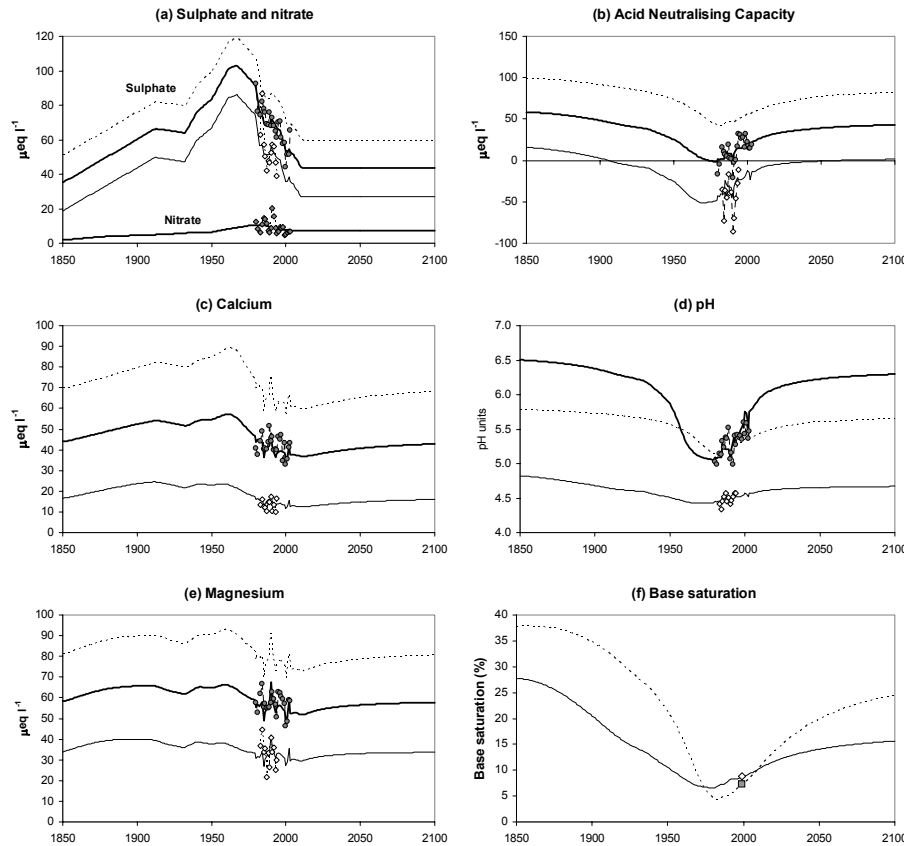 (a) Sulphate and nitrate
120
100
80
60
40
20
0
µeq l⁻¹
Sulphate
Nitrate
1850 1900 1950 2000 2050 2100
(b) Acid Neutralising Capacity
150
100
50
0
-50
-100
µeq l⁻¹
1850 1900 1950 2000 2050 2100
(c) Calcium
100
90
80
70
60
50
40
30
20
10
0
µeq l⁻¹
1850 1900 1950 2000 2050 2100
(d) pH
7.0
6.5
6.0
5.5
5.0
4.5
4.0
pH units
1850 1900 1950 2000 2050 2100
(e) Magnesium
100
90
80
70
60
50
40
30
20
10
0
µeq l⁻¹
1850 1900 1950 2000 2050 2100
(f) Base saturation
40
35
30
25
20
15
10
5
0
Base saturation (%)
1850 1900 1950 2000 2050 2100